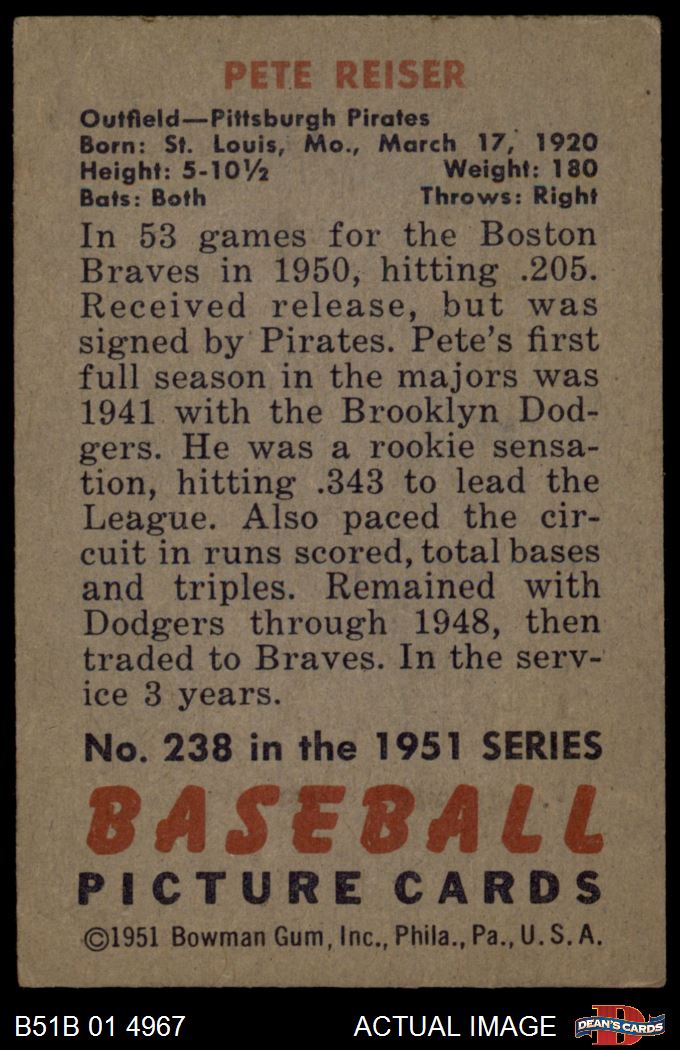 PETE REISER
Outfield—Pittsburgh Pirates
Born: St. Louis, Mo., March 17, 1920
Height: 5-10½ Weight: 180
Bats: Both Throws: Right
In 53 games for the Boston
Braves in 1950, hitting .205.
Received release, but was
signed by Pirates. Pete's first
full season in the majors was
1941 with the Brooklyn Dod-
gers. He was a rookie sensa-
tion, hitting .343 to lead the
League. Also paced the cir-
cuit in runs scored, total bases
and triples. Remained with
Dodgers through 1948, then
traded to Braves. In the serv-
ice 3 years.
No. 238 in the 1951 SERIES
BASEBALL
PICTURE CARDS
©1951 Bowman Gum, Inc., Phila., Pa., U. S. A.
B51B 01 4967 ACTUAL IMAGE D DEAN'S CARDS